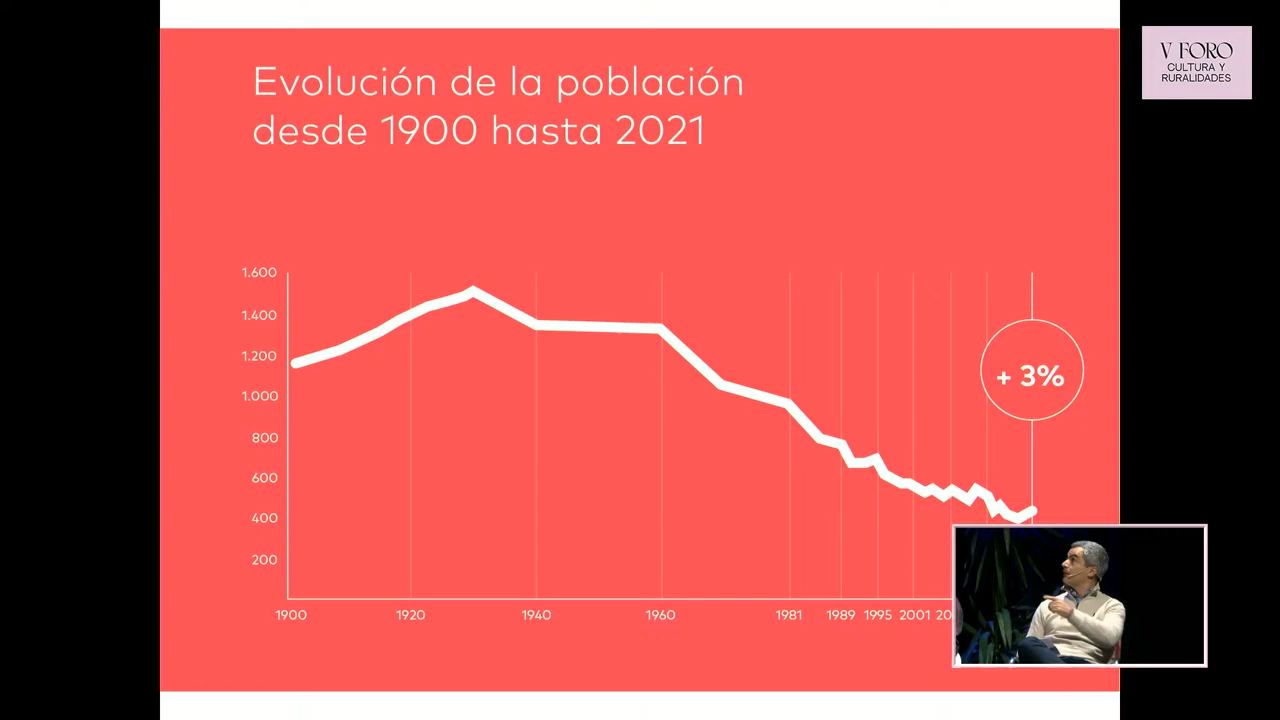 V FORO
CULTURA Y
RURALIDADES
Evolución de la población
desde 1900 hasta 2021
1.600
1.400
1.200
1.000
800
600
400
200
+ 3%
1900 1920 1940 1960 1981 1989 1995 2001